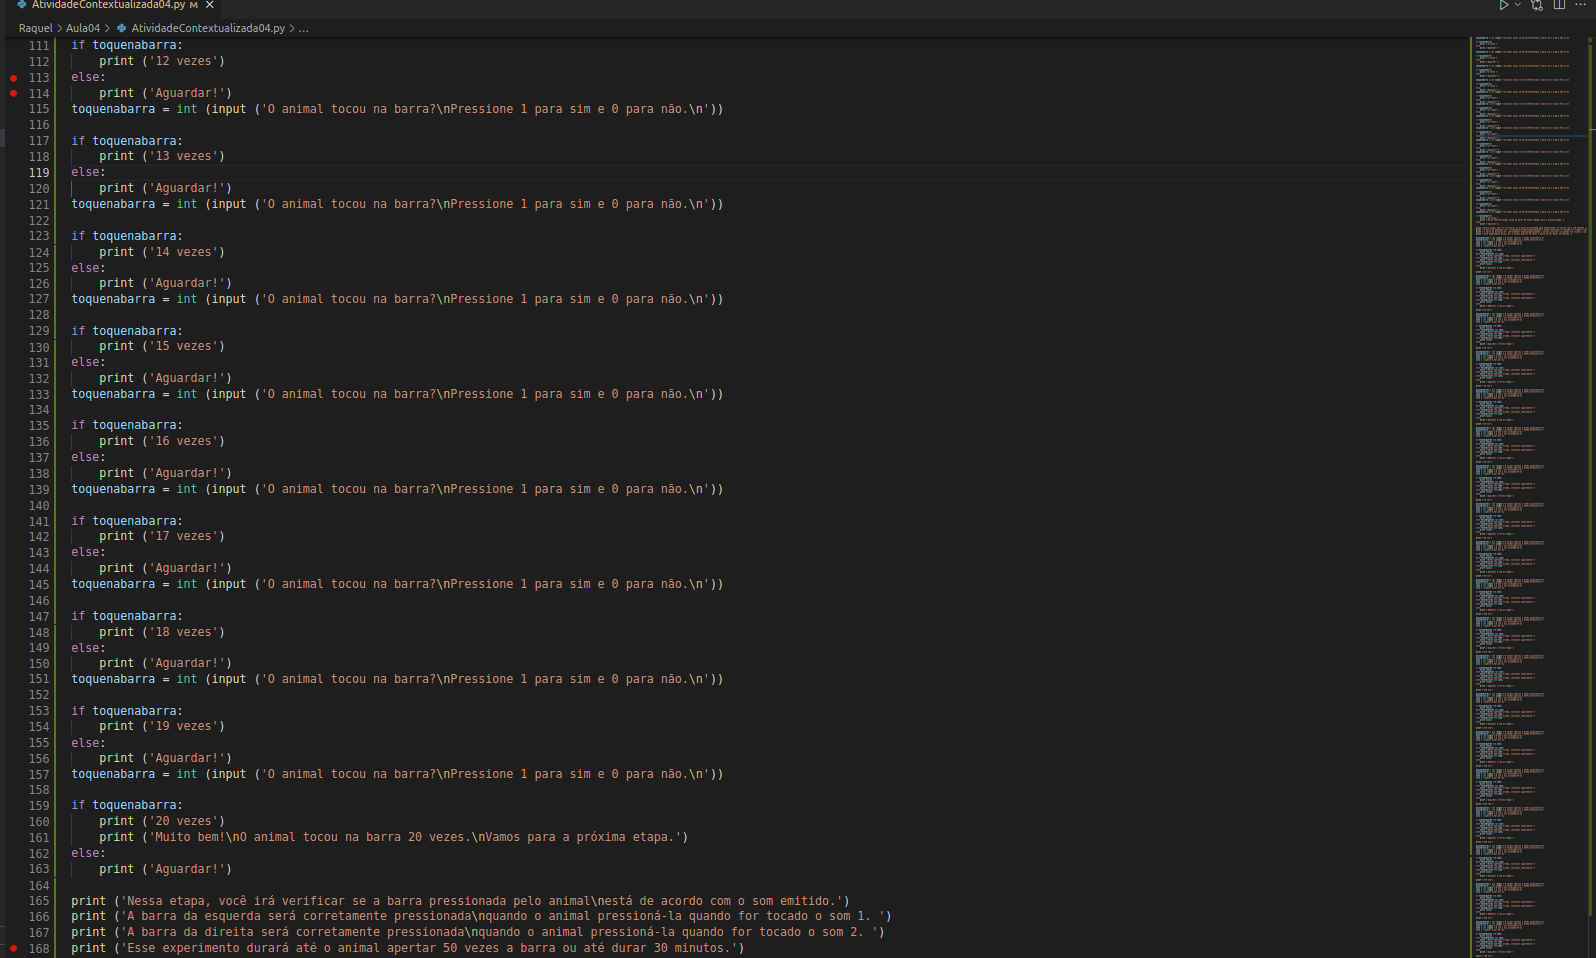 AtividadeContextualizada04.py M
Raquel > Aula04 > AtividadeContextualizada04.py > ...
111 if toquenabarra:
112 print ('12 vezes')
113 else:
114 print ('Aguardar!')
115 toquenabarra = int (input ('O animal tocou na barra?\nPressione 1 para sim e 0 para não.\n'))
116
117 if toquenabarra:
118 print ('13 vezes')
119 else:
120 print ('Aguardar!')
121 toquenabarra = int (input ('O animal tocou na barra?\nPressione 1 para sim e 0 para não.\n'))
122
123 if toquenabarra:
124 print ('14 vezes')
125 else:
126 print ('Aguardar!')
127 toquenabarra = int (input ('O animal tocou na barra?\nPressione 1 para sim e 0 para não.\n'))
128
129 if toquenabarra:
130 print ('15 vezes')
131 else:
132 print ('Aguardar!')
133 toquenabarra = int (input ('O animal tocou na barra?\nPressione 1 para sim e 0 para não.\n'))
134
135 if toquenabarra:
136 print ('16 vezes')
137 else:
138 print ('Aguardar!')
139 toquenabarra = int (input ('O animal tocou na barra?\nPressione 1 para sim e 0 para não.\n'))
140
141 if toquenabarra:
142 print ('17 vezes')
143 else:
144 print ('Aguardar!')
145 toquenabarra = int (input ('O animal tocou na barra?\nPressione 1 para sim e 0 para não.\n'))
146
147 if toquenabarra:
148 print ('18 vezes')
149 else:
150 print ('Aguardar!')
151 toquenabarra = int (input ('O animal tocou na barra?\nPressione 1 para sim e 0 para não.\n'))
152
153 if toquenabarra:
154 print ('19 vezes')
155 else:
156 print ('Aguardar!')
157 toquenabarra = int (input ('O animal tocou na barra?\nPressione 1 para sim e 0 para não.\n'))
158
159 if toquenabarra:
160 print ('20 vezes')
161 print ('Muito bem!\nO animal tocou na barra 20 vezes.\nVamos para a próxima etapa.')
162 else:
163 print ('Aguardar!')
164
165 print ('Nessa etapa, você irá verificar se a barra pressionada pelo animal\nestá de acordo com o som emitido.')
166 print ('A barra da esquerda será corretamente pressionada\nquando o animal pressioná-la quando for tocado o som 1. ')
167 print ('A barra da direita será corretamente pressionada\nquando o animal pressioná-la quando for tocado o som 2. ')
168 print ('Esse experimento durará até o animal apertar 50 vezes a barra ou até durar 30 minutos.')